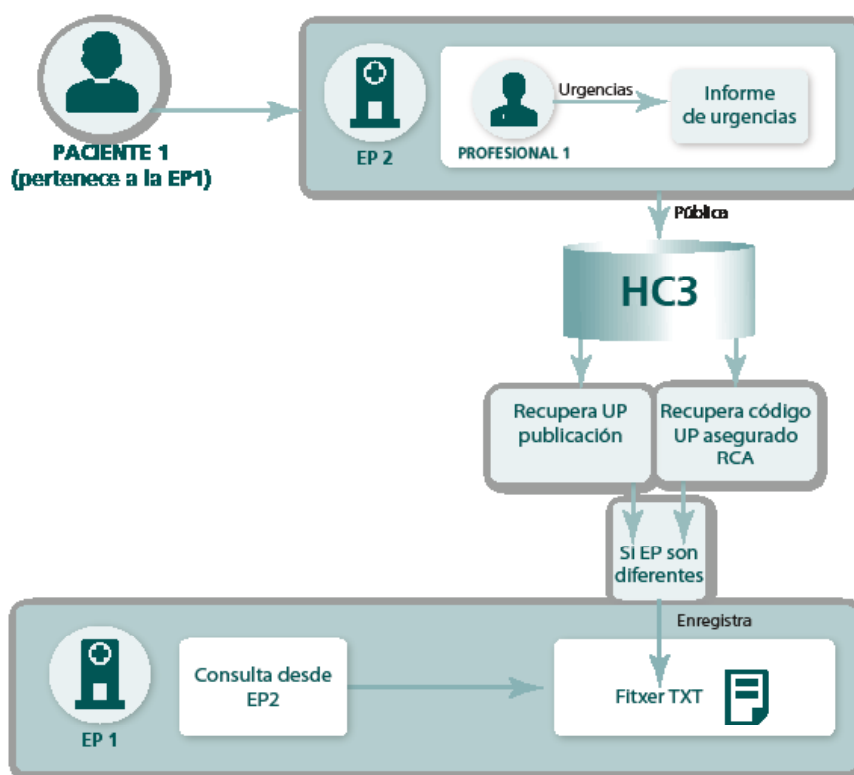 PACIENTE 1
(pertenece a la EP1)
EP 2
PROFESIONAL 1
Urgencias
Informe
de urgencias
Pública
HC3
Recupera UP
publicación
Recupera código
UP asegurado
RCA
Si EP son
diferentes
Enregistra
EP 1
Consulta desde
EP2
Fitxer TXT